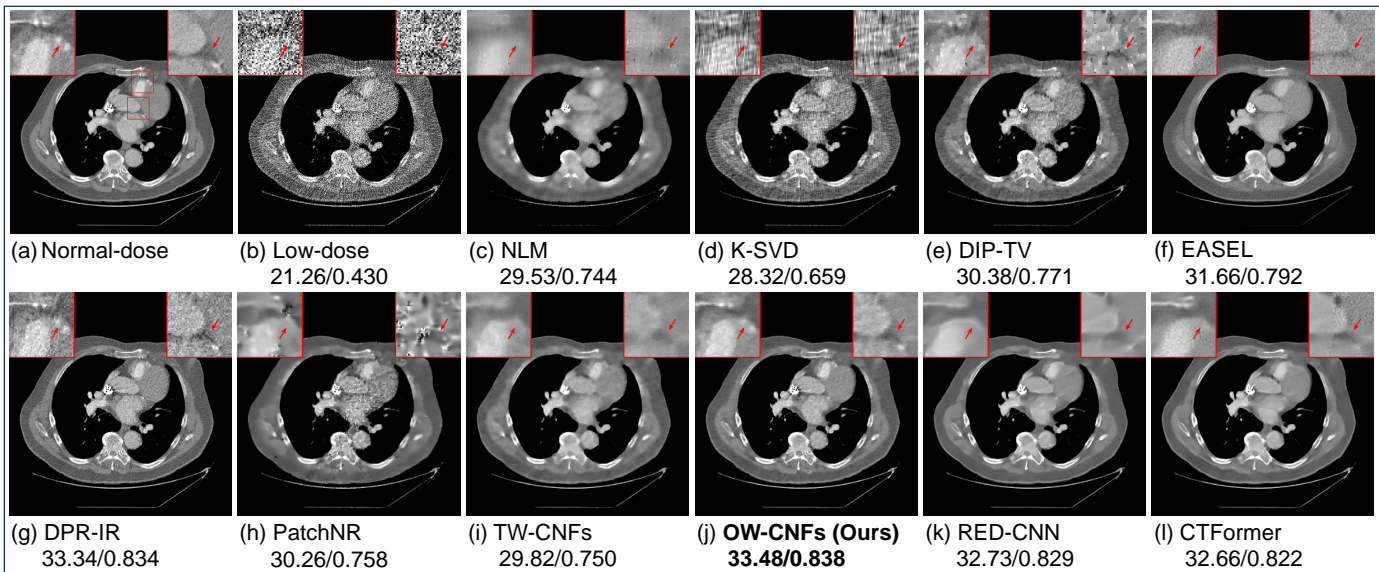 (a) Normal-dose
(b) Low-dose
21.26/0.430
(c) NLM
29.53/0.744
(d) K-SVD
28.32/0.659
(e) DIP-TV
30.38/0.771
(f) EASEL
31.66/0.792
(g) DPR-IR
33.34/0.834
(h) PatchNR
30.26/0.758
(i) TW-CNFs
29.82/0.750
(j) OW-CNFs (Ours)
33.48/0.838
(k) RED-CNN
32.73/0.829
(l) CTFormer
32.66/0.822